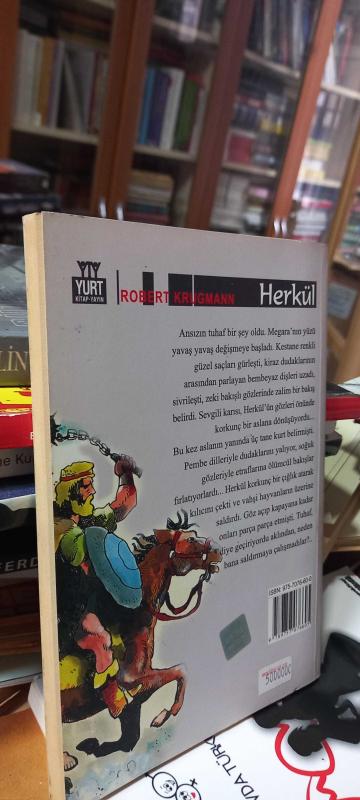 YTY
YURT
KİTAP-YAYIN
ROBERT KRUGMANN
Herkül
Ansızın tuhaf bir şey oldu. Megara'nın yüzü
yavaş yavaş değişmeye başladı. Kestane renkli
güzel saçları gürleşti, kiraz dudaklarının
arasından parlayan bembeyaz dişleri uzadı,
sivrileşti, zeki bakışlı gözlerinde zalim bir bakış
belirdi. Sevgili karısı, Herkül'ün gözleri önünde
korkunç bir aslana dönüşüyordu...
Bu kez aslanın yanında üç tane kurt belirmişti.
Pembe dilleriyle dudaklarını yalıyor, soğuk
gözleriyle etraflarına ölümcül bakışlar
fırlatıyorlardı... Herkül korkunç bir çığlık atarak
kılıcını çekti ve vahşi hayvanların üzerine
saldırdı. Göz açıp kapayana kadar
onları parça parça etmişti. Tuhaf,
diye geçiriyordu aklından, neden
bana saldırmaya çalışmadılar?..
500000
VDA TÜRK